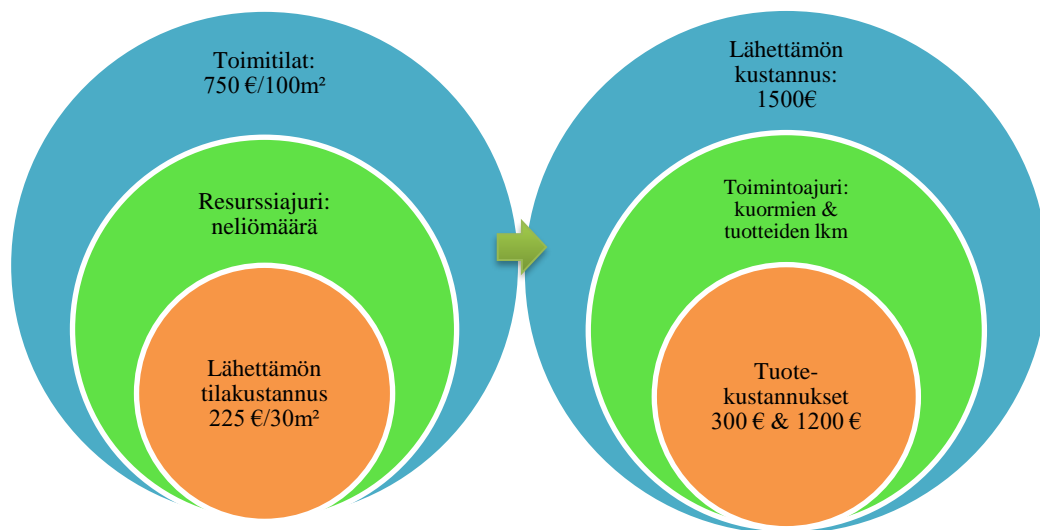 Toimitilat:
750 €/100m²
Resurssiajuri:
neliömäärä
Lähettämön
tilakustannus
225 €/30m²
Lähettämön
kustannus:
1500€
Toimintoajuri:
kuormien &
tuotteiden lkm
Tuote-
kustannukset
300 € & 1200 €